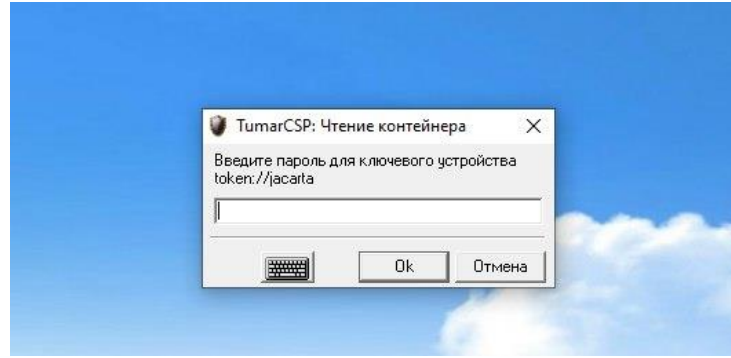 TumarCSP: Чтение контейнера
Введите пароль для ключевого устройства
token://jacarta
Ok
Отмена